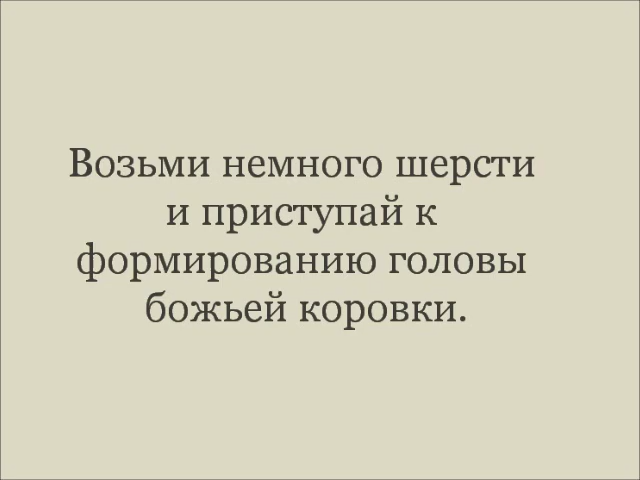 Возьми немного шерсти
и приступай к
формированию головы
божьей коровки.